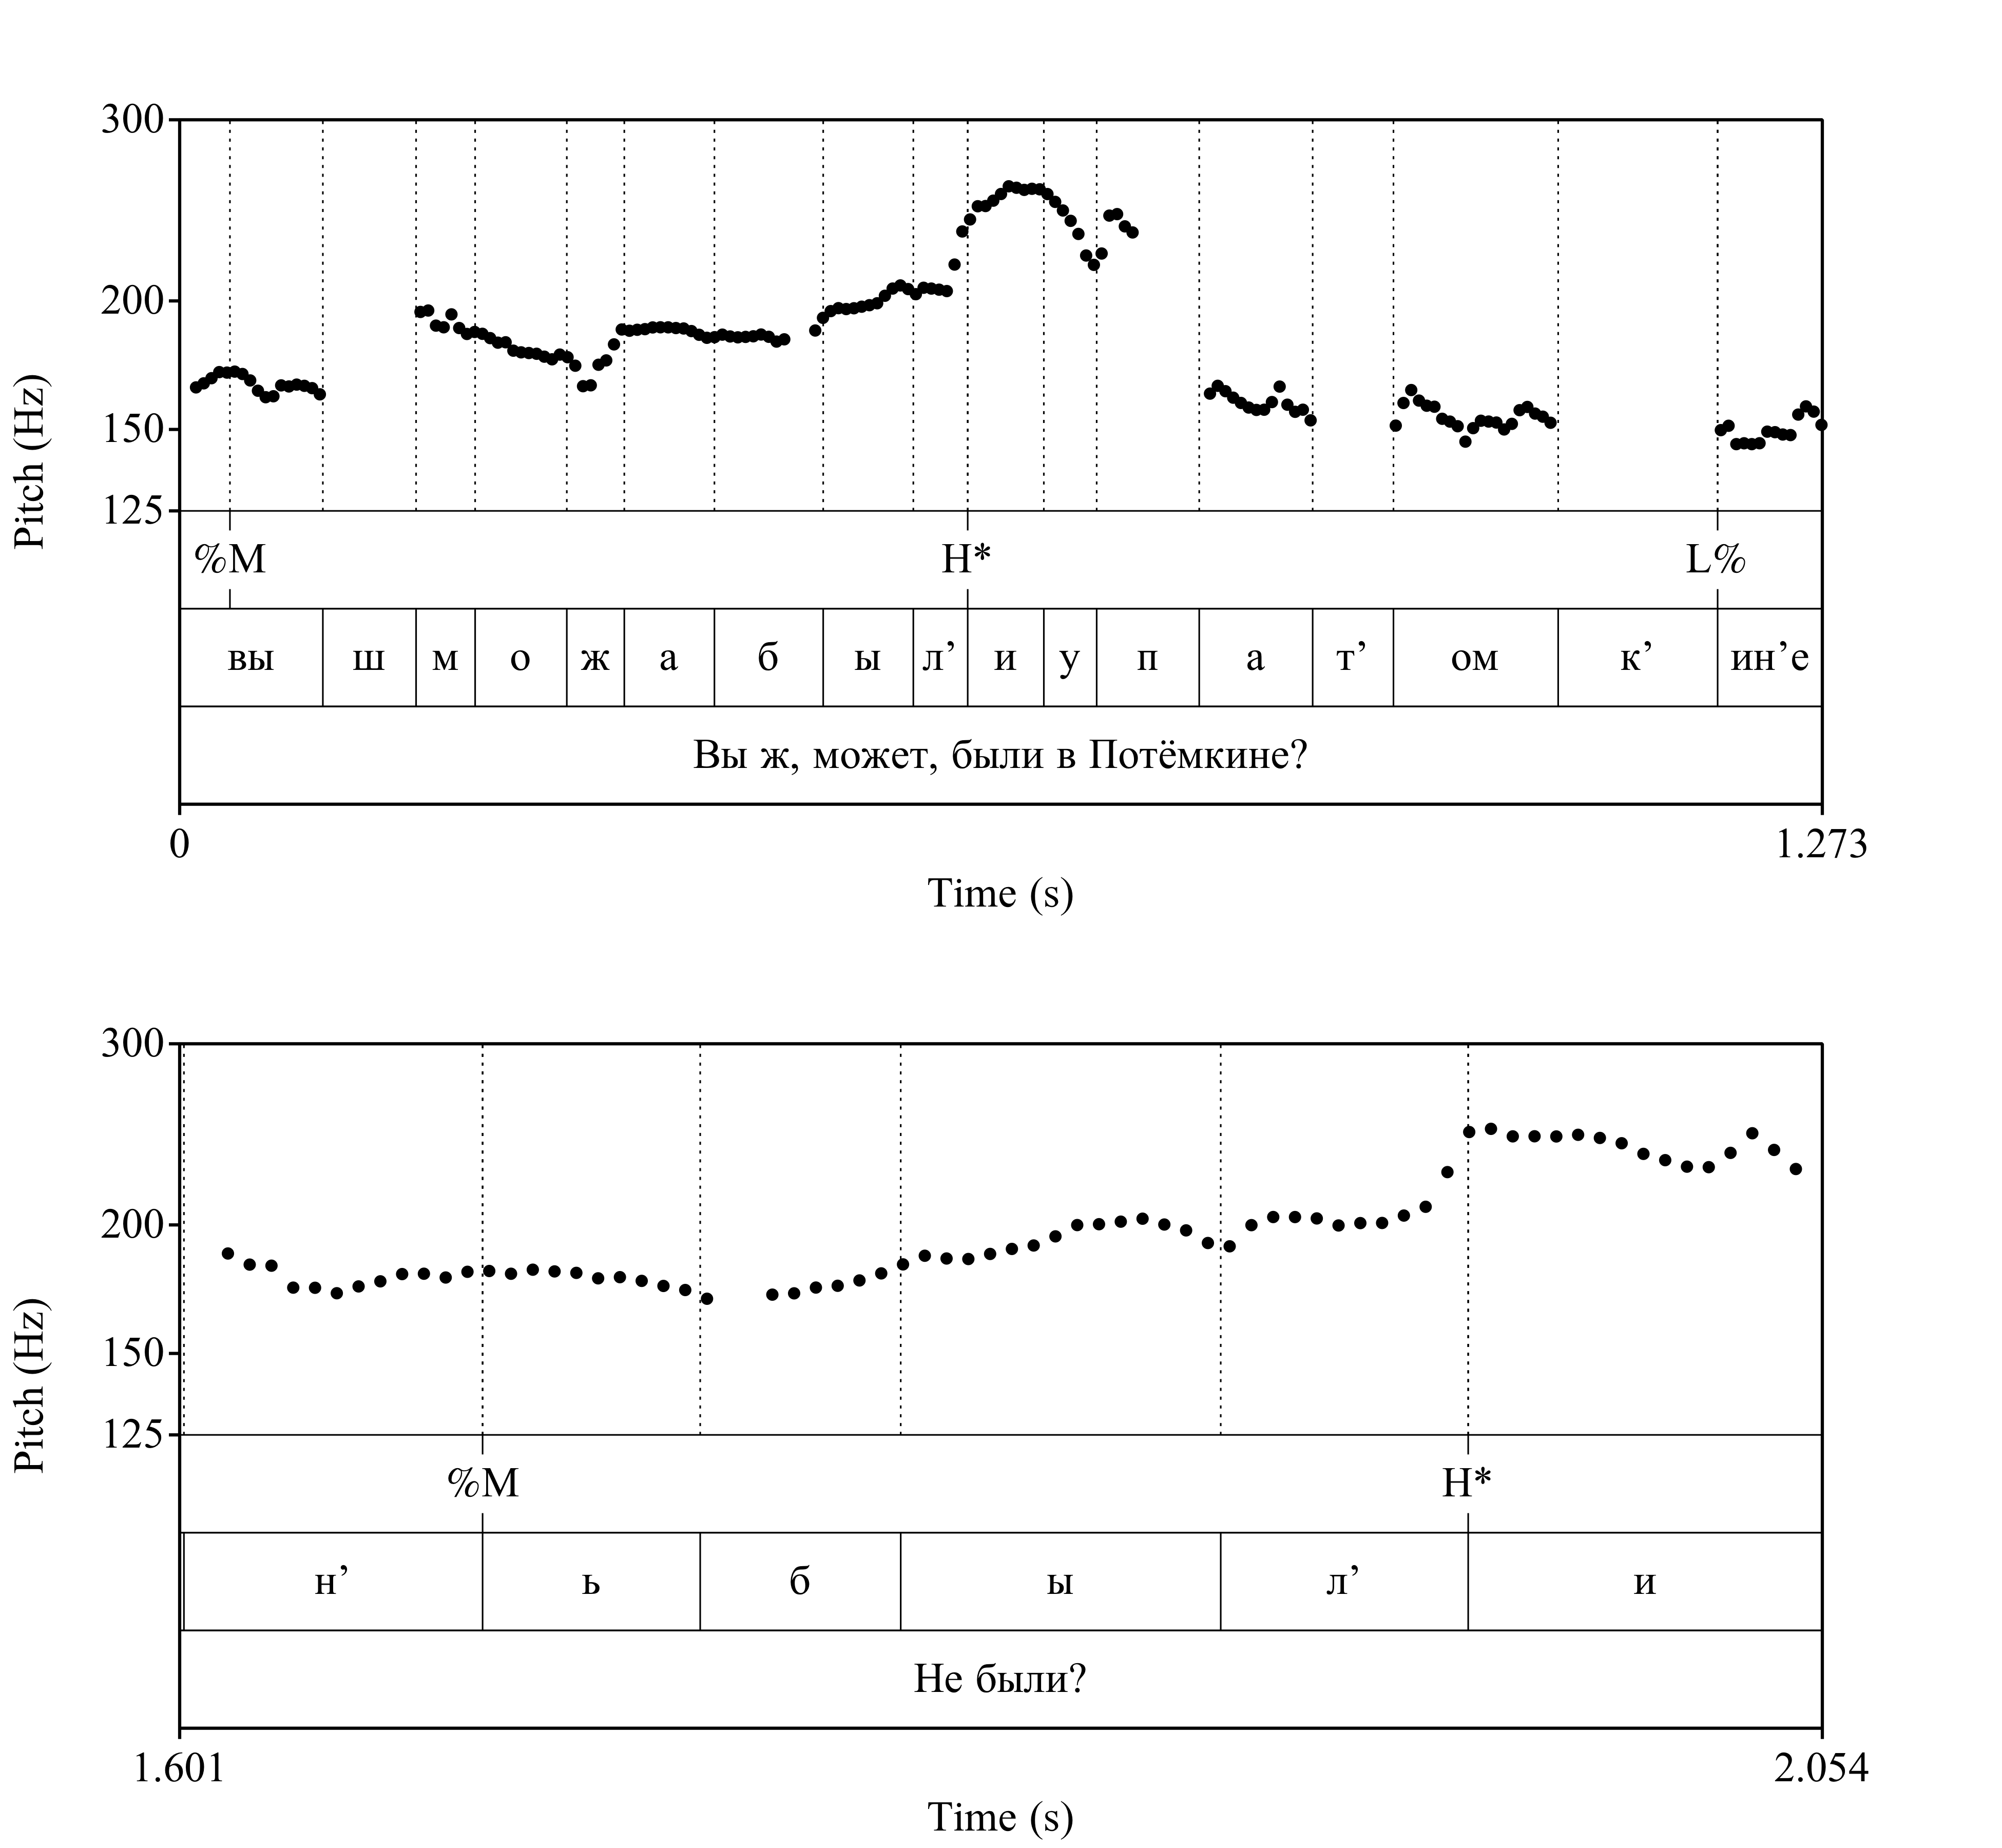 300
200
150
125
Pitch (Hz)
%M H* L%
вы ш м о ж а б ы л’ и у п а т’ ом к’ ин’е
Вы ж, может, были в Потёмкине?
0 1.273
Time (s)
300
200
150
125
Pitch (Hz)
%M H*
н’ ь б ы л’ и
Не были?
1.601 2.054
Time (s)